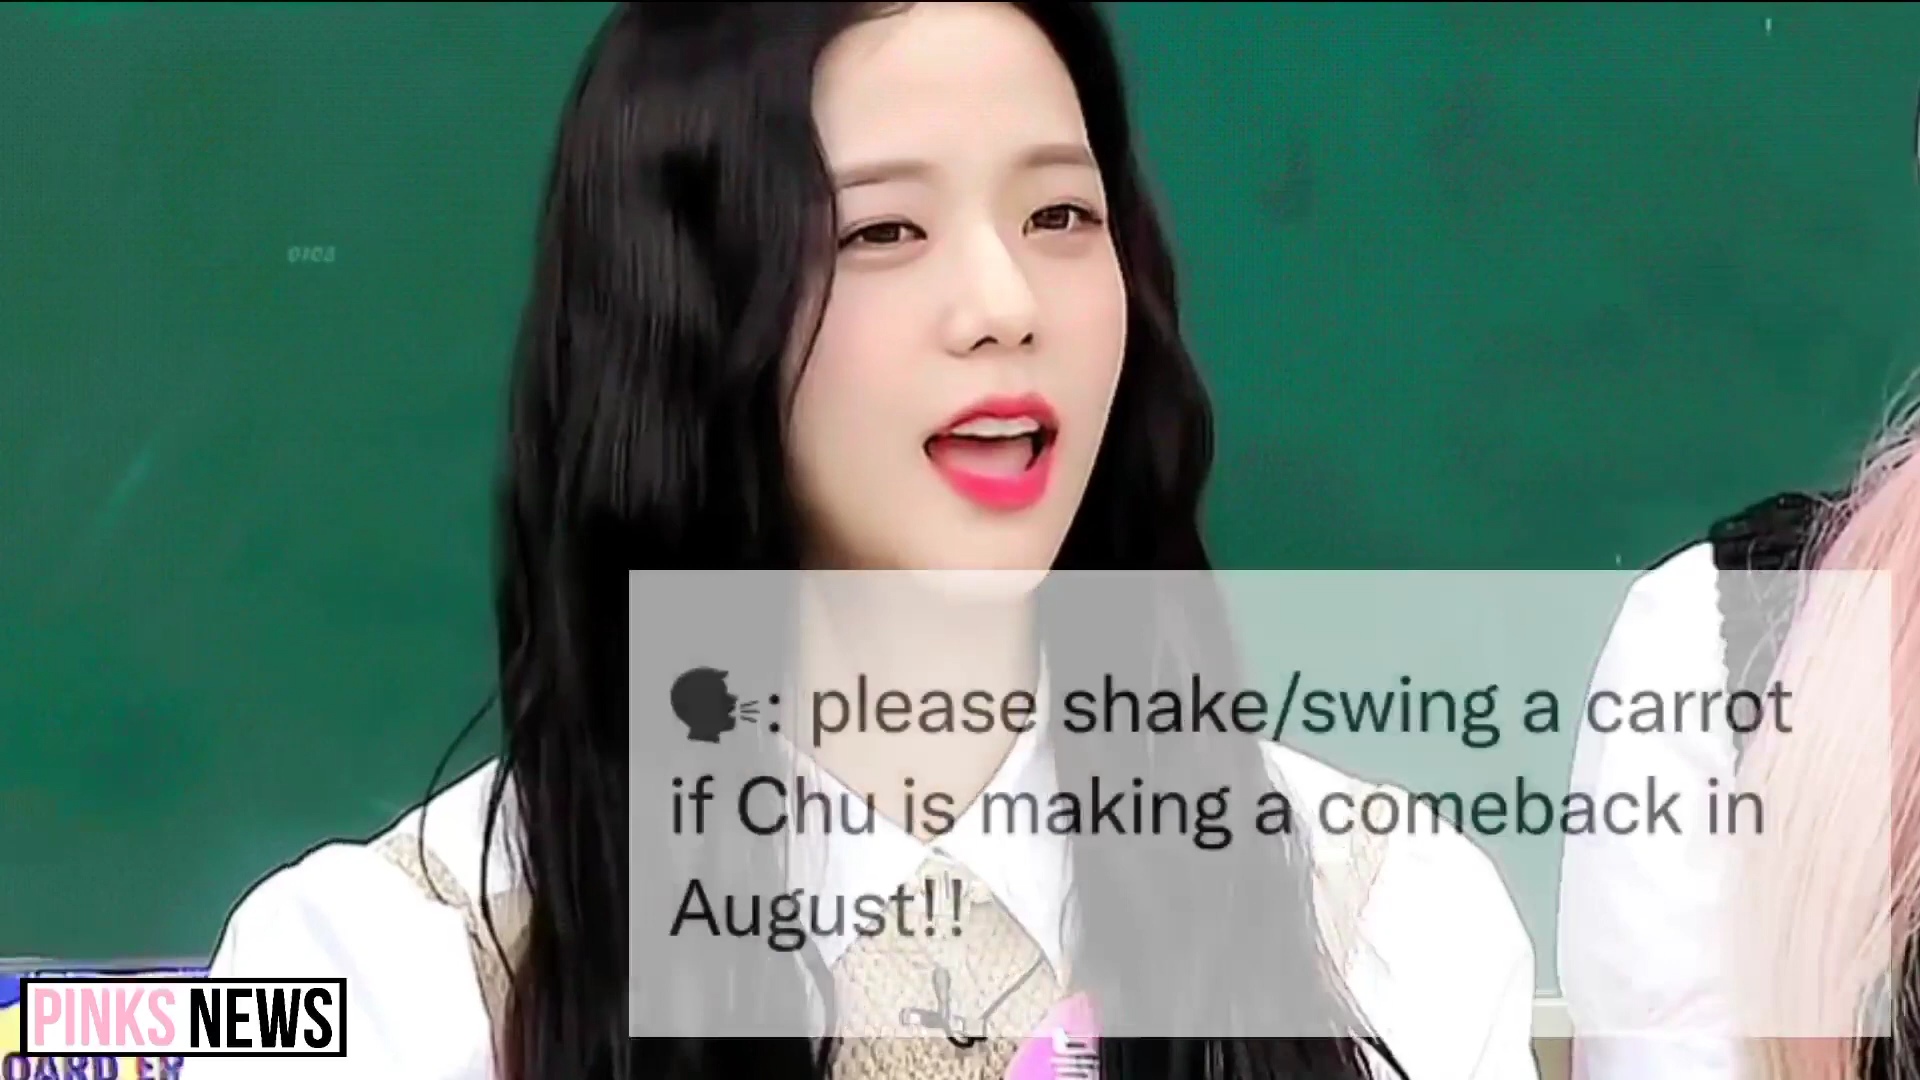 🗣: please shake/swing a carrot
if Chu is making a comeback in
August!!
PINKS NEWS